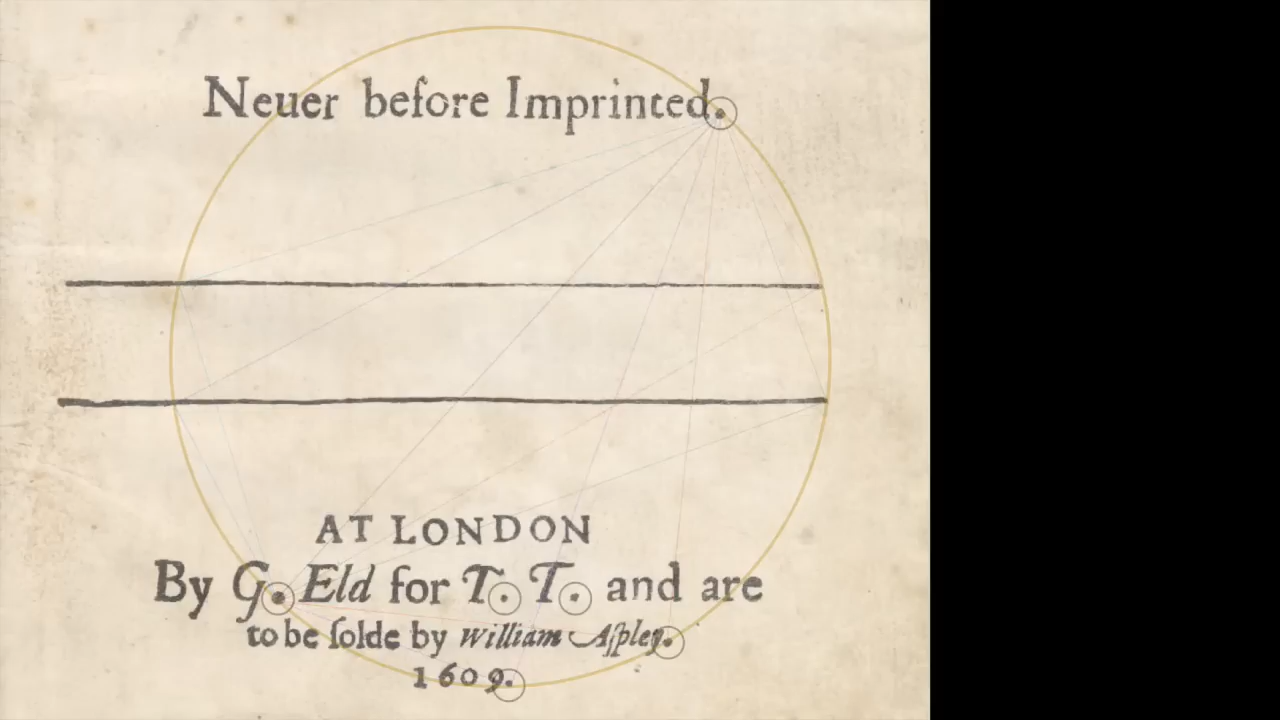 Neuer before Imprinted.
AT LONDON
By G. Eld for T. T. and are
to be ſolde by William Aſpley.
1609.